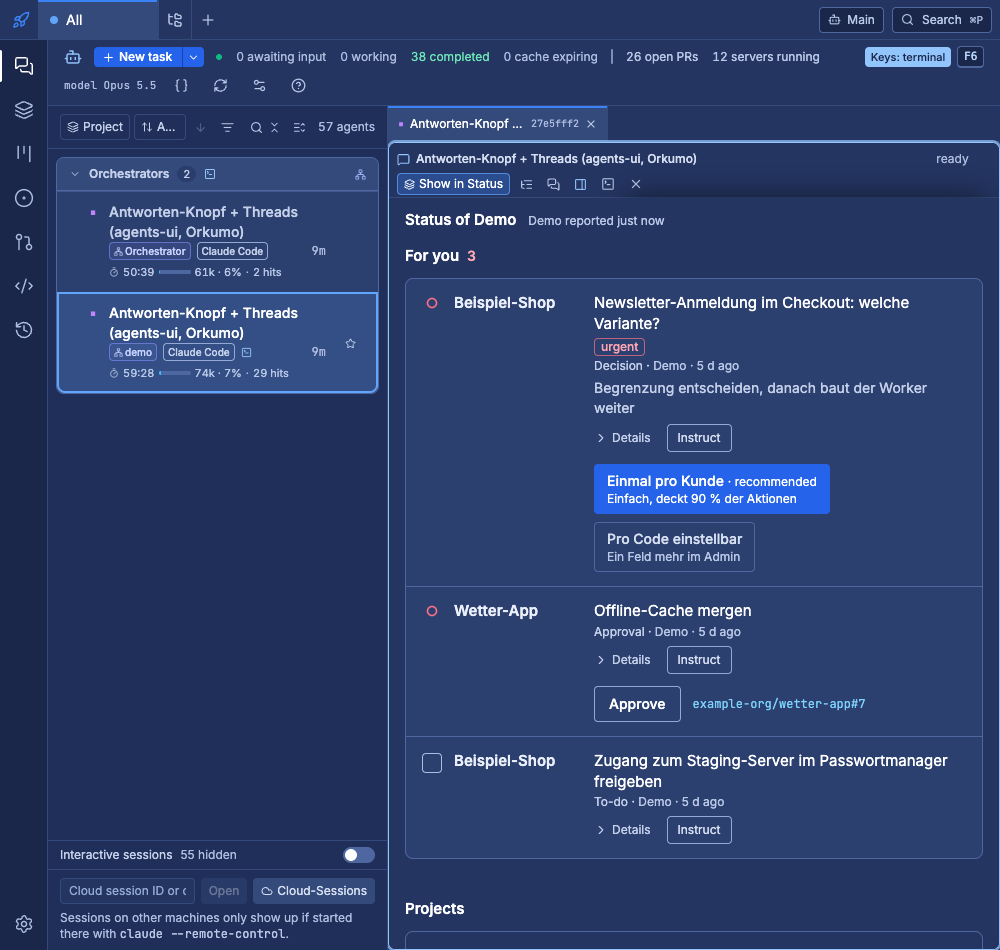 All
Main
Search ⌘P
New task
0 awaiting input
0 working
38 completed
0 cache expiring
26 open PRs
12 servers running
Keys: terminal
F6
model Opus 5.5
Project
A...
57 agents
Orchestrators 2
Antworten-Knopf + Threads
(agents-ui, Orkumo)
Orchestrator
Claude Code
9m
50:39
61k · 6% · 2 hits
Antworten-Knopf + Threads
(agents-ui, Orkumo)
demo
Claude Code
9m
59:28
74k · 7% · 29 hits
Interactive sessions 55 hidden
Cloud session ID or c
Open
Cloud-Sessions
Sessions on other machines only show up if started
there with claude --remote-control.
Antworten-Knopf ... 27e5fff2
Antworten-Knopf + Threads (agents-ui, Orkumo)
ready
Show in Status
Status of Demo Demo reported just now
For you 3
Beispiel-Shop
Newsletter-Anmeldung im Checkout: welche
Variante?
urgent
Decision · Demo · 5 d ago
Begrenzung entscheiden, danach baut der Worker
weiter
Details
Instruct
Einmal pro Kunde · recommended
Einfach, deckt 90 % der Aktionen
Pro Code einstellbar
Ein Feld mehr im Admin
Wetter-App
Offline-Cache mergen
Approval · Demo · 5 d ago
Details
Instruct
Approve
example-org/wetter-app#7
Beispiel-Shop
Zugang zum Staging-Server im Passwortmanager
freigeben
To-do · Demo · 5 d ago
Details
Instruct
Projects